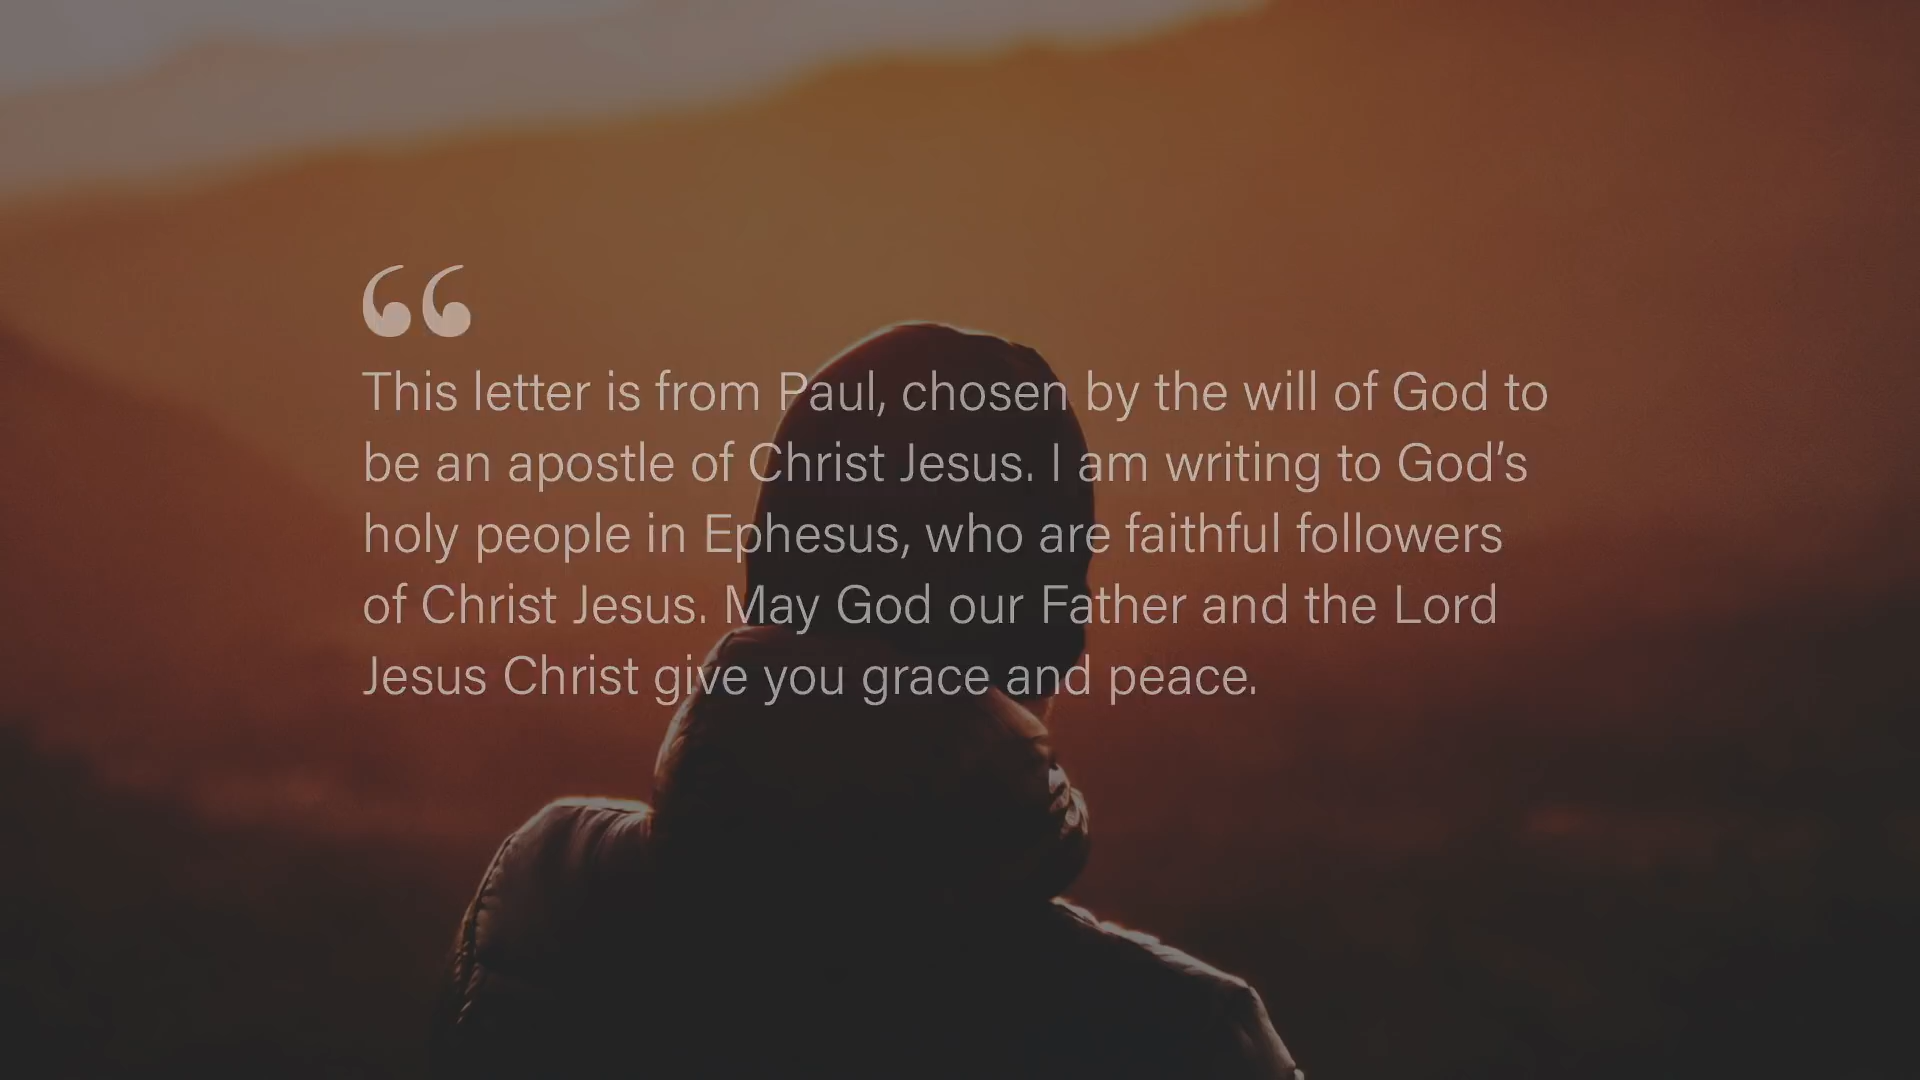 “
This letter is from Paul, chosen by the will of God to
be an apostle of Christ Jesus. I am writing to God’s
holy people in Ephesus, who are faithful followers
of Christ Jesus. May God our Father and the Lord
Jesus Christ give you grace and peace.